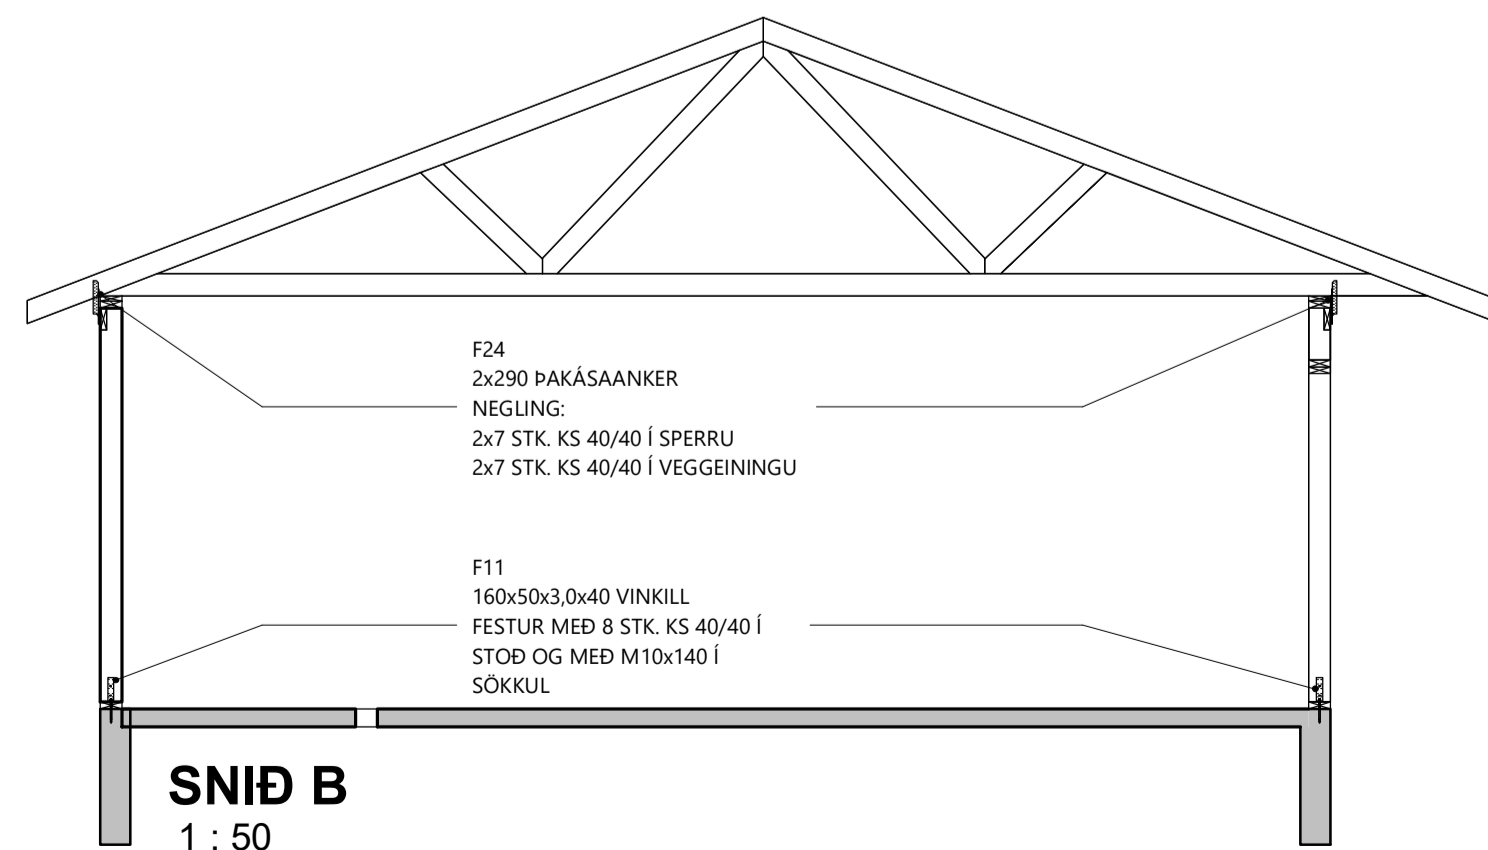 F24
2x290 ÞAKÁSAANKER
NEGLING:
2x7 STK. KS 40/40 Í SPERRU
2x7 STK. KS 40/40 Í VEGGEININGU
F11
160x50x3,0x40 VINKILL
FESTUR MEÐ 8 STK. KS 40/40 Í
STOÐ OG MEÐ M10x140 Í
SÖKKUL
SNIÐ B
1 : 50